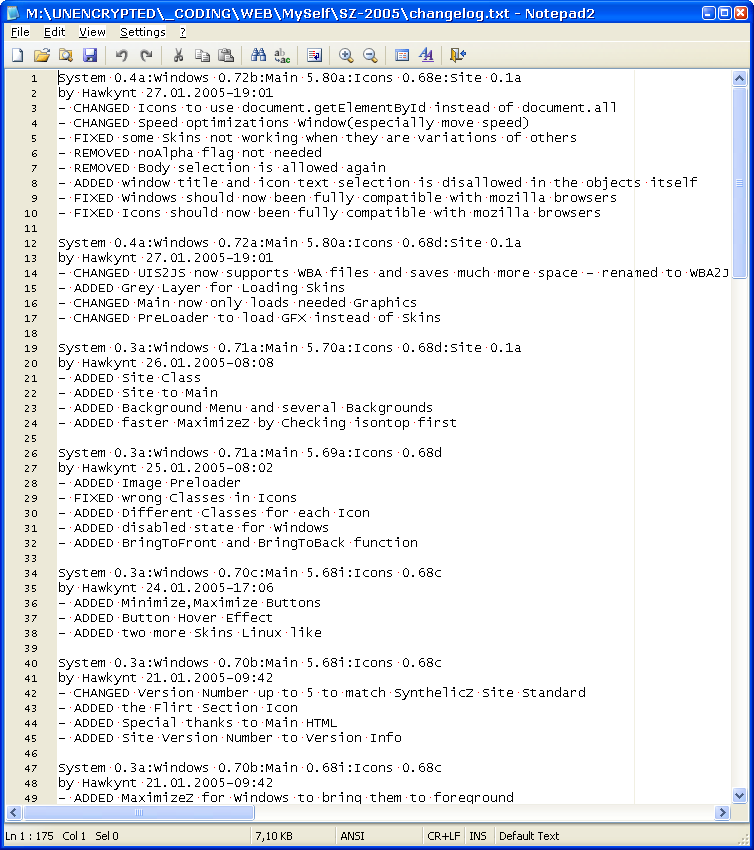 M:\UNENCRYPTED\_CODING\WEB\MySelf\SZ-2005\changelog.txt - Notepad2
File Edit View Settings ?
1 System 0.4a:Windows 0.72b:Main 5.80a:Icons 0.68e:Site 0.1a
2 by Hawkynt 27.01.2005-19:01
3 - CHANGED Icons to use document.getElementById instead of document.all
4 - CHANGED Speed optimizations Window(especially move speed)
5 - FIXED some Skins not working when they are variations of others
6 - REMOVED noAlpha flag not needed
7 - REMOVED Body selection is allowed again
8 - ADDED window title and icon text selection is disallowed in the objects itself
9 - FIXED Windows should now been fully compatible with mozilla browsers
10 - FIXED Icons should now been fully compatible with mozilla browsers
11
12 System 0.4a:Windows 0.72a:Main 5.80a:Icons 0.68d:Site 0.1a
13 by Hawkynt 27.01.2005-19:01
14 - CHANGED UIS2JS now supports WBA files and saves much more space - renamed to WBA2J
15 - ADDED Grey Layer for Loading Skins
16 - CHANGED Main now only loads needed Graphics
17 - CHANGED PreLoader to load GFX instead of Skins
18
19 System 0.3a:Windows 0.71a:Main 5.70a:Icons 0.68d:Site 0.1a
20 by Hawkynt 26.01.2005-08:08
21 - ADDED Site Class
22 - ADDED Site to Main
23 - ADDED Background Menu and several Backgrounds
24 - ADDED faster MaximizeZ by Checking isontop first
25
26 System 0.3a:Windows 0.71a:Main 5.69a:Icons 0.68d
27 by Hawkynt 25.01.2005-08:02
28 - ADDED Image Preloader
29 - FIXED wrong Classes in Icons
30 - ADDED Different Classes for each Icon
31 - ADDED disabled state for Windows
32 - ADDED BringToFront and BringToBack function
33
34 System 0.3a:Windows 0.70c:Main 5.68i:Icons 0.68c
35 by Hawkynt 24.01.2005-17:06
36 - ADDED Minimize,Maximize Buttons
37 - ADDED Button Hover Effect
38 - ADDED two more Skins Linux like
39
40 System 0.3a:Windows 0.70b:Main 5.68i:Icons 0.68c
41 by Hawkynt 21.01.2005-09:42
42 - CHANGED Version Number up to 5 to match SynthelicZ Site Standard
43 - ADDED the Flirt Section Icon
44 - ADDED Special thanks to Main HTML
45 - ADDED Site Version Number to Version Info
46
47 System 0.3a:Windows 0.70b:Main 0.68i:Icons 0.68c
48 by Hawkynt 21.01.2005-09:42
49 - ADDED MaximizeZ for Windows to bring them to foreground
Ln 1 : 175 Col 1 Sel 0 7,10 KB ANSI CR+LF INS Default Text